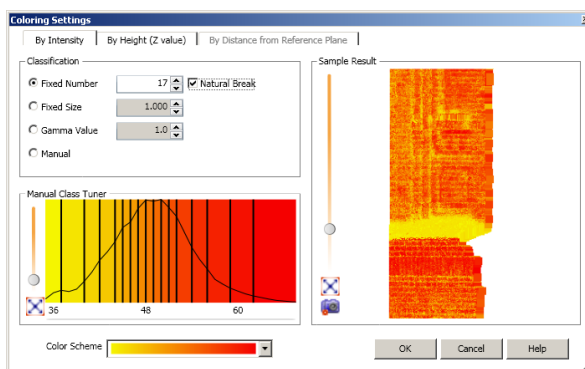 Coloring Settings
By Intensity
By Height (Z value)
By Distance from Reference Plane
Classification
Fixed Number
17
Natural Break
Fixed Size
1.000
Gamma Value
1.0
Manual
Manual Class Tuner
36 48 60
Sample Result
Color Scheme
OK
Cancel
Help